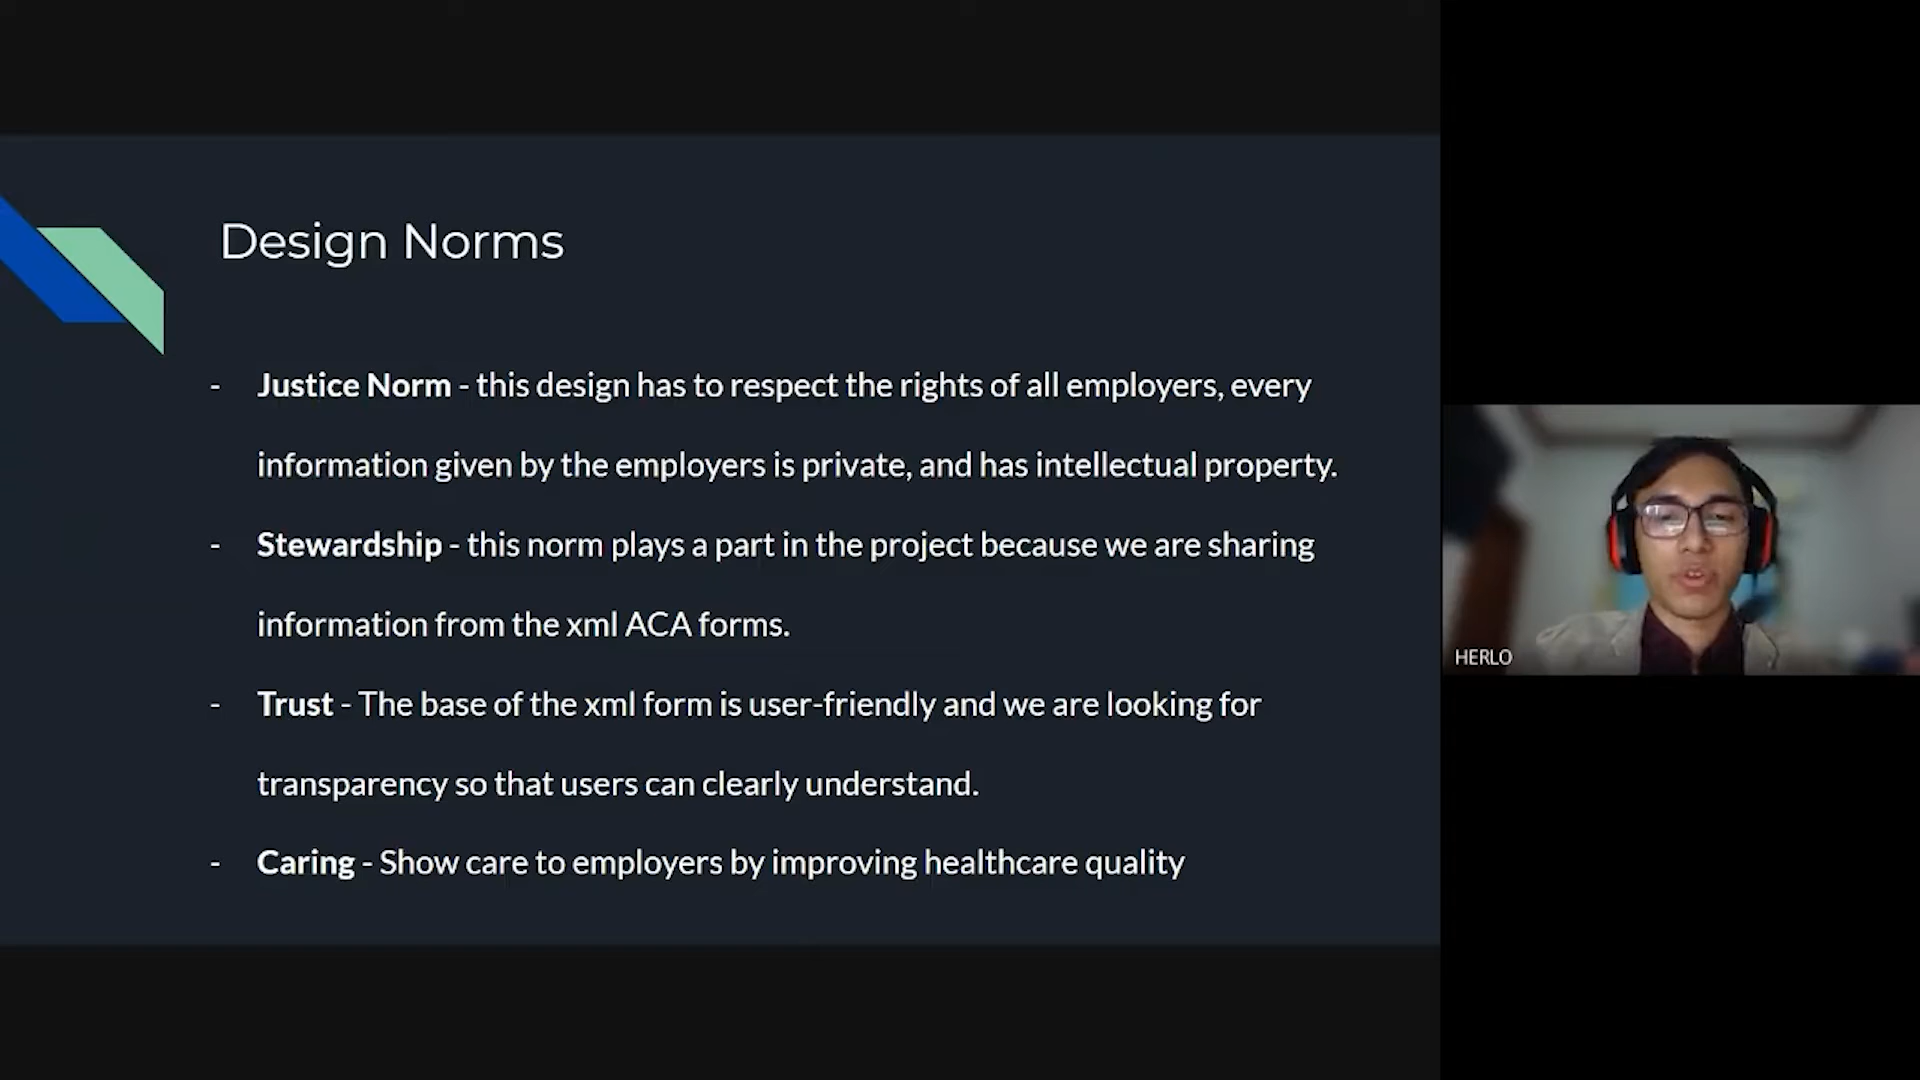 Design Norms
- Justice Norm - this design has to respect the rights of all employers, every
information given by the employers is private, and has intellectual property.
- Stewardship - this norm plays a part in the project because we are sharing
information from the xml ACA forms.
- Trust - The base of the xml form is user-friendly and we are looking for
transparency so that users can clearly understand.
- Caring - Show care to employers by improving healthcare quality
HERLO